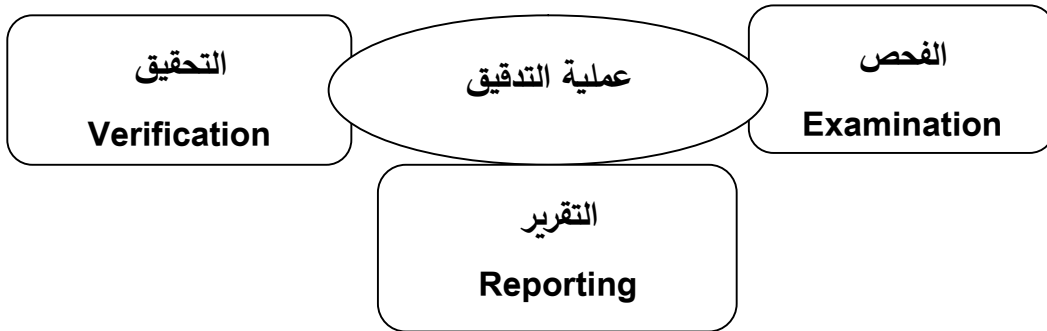 الفحص
Examination
عملية التدقيق
التحقيق
Verification
التقرير
Reporting